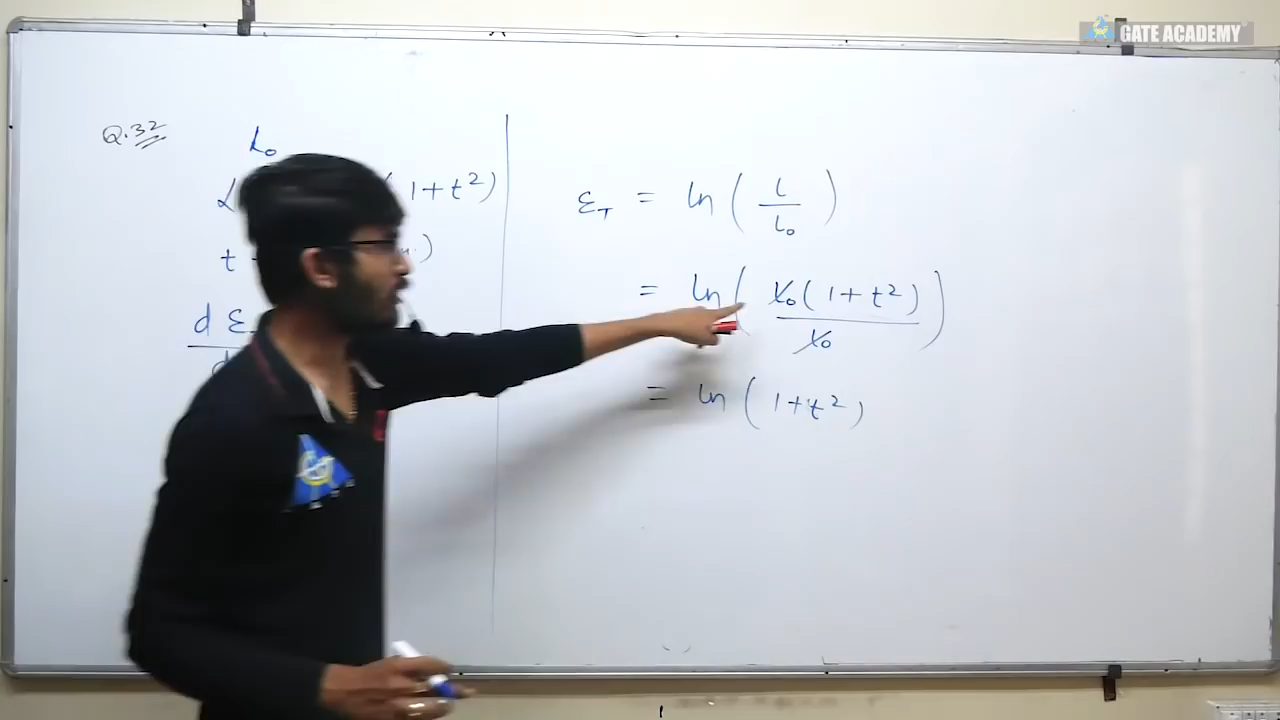 GATE ACADEMY
Q.32
L₀
L (1+t²)
t )
d ε
d
ε_T = ln ( L / L₀ )
= ln ( L₀ ( 1 + t² ) / L₀ )
= ln ( 1+t² )